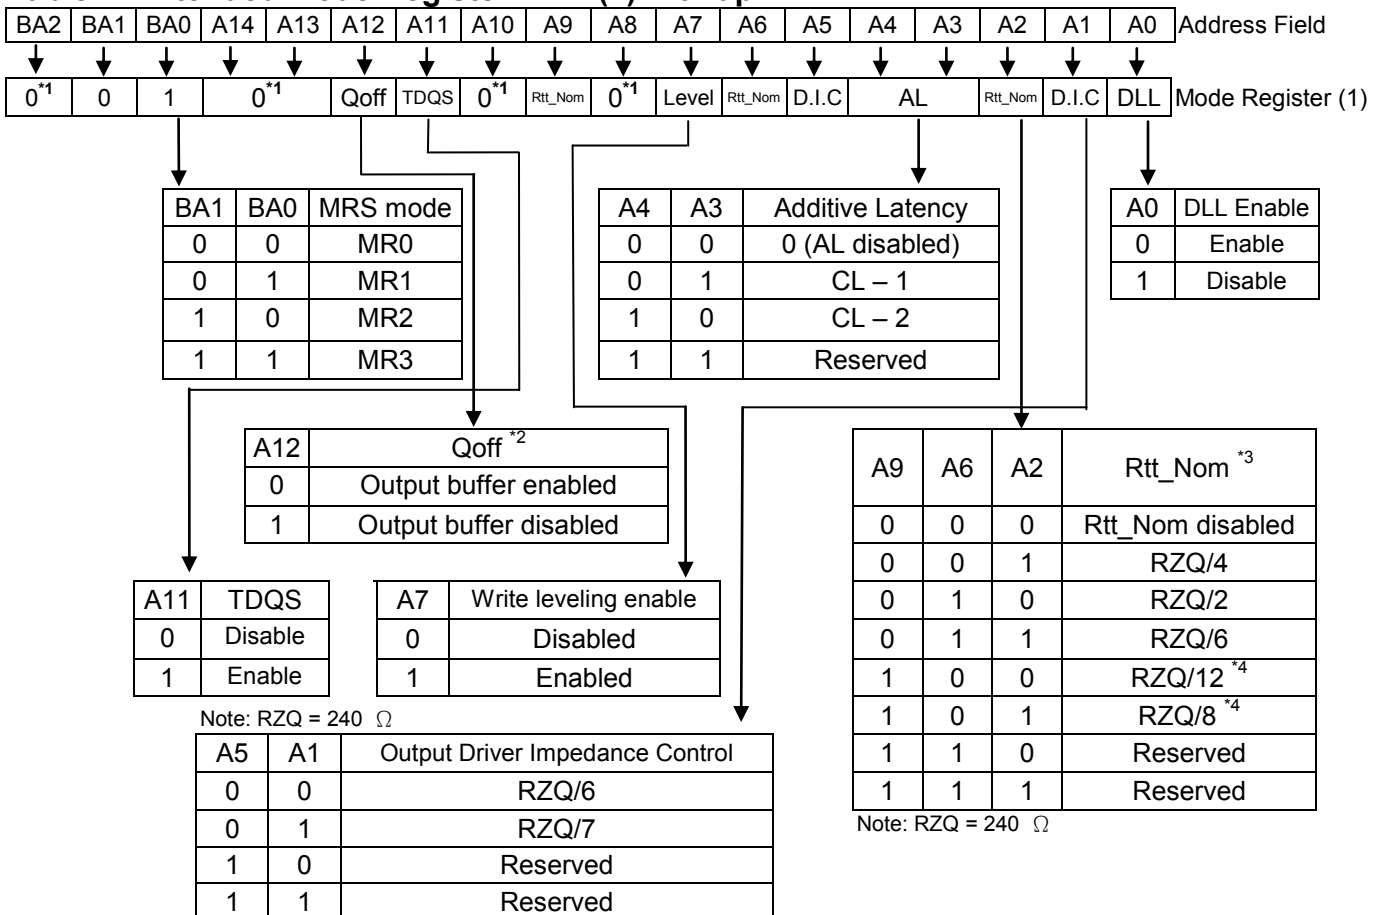 BA2 BA1 BA0 A14 A13 A12 A11 A10 A9 A8 A7 A6 A5 A4 A3 A2 A1 A0 Address Field
0*1 0 1 0*1 Qoff TDQS 0*1 Rtt_Nom 0*1 Level Rtt_Nom D.I.C AL Rtt_Nom D.I.C DLL Mode Register (1)
BA1 BA0 MRS mode
0 0 MR0
0 1 MR1
1 0 MR2
1 1 MR3
A4 A3 Additive Latency
0 0 0 (AL disabled)
0 1 CL – 1
1 0 CL – 2
1 1 Reserved
A0 DLL Enable
0 Enable
1 Disable
A12 Qoff *2
0 Output buffer enabled
1 Output buffer disabled
A9 A6 A2 Rtt_Nom *3
0 0 0 Rtt_Nom disabled
0 0 1 RZQ/4
0 1 0 RZQ/2
0 1 1 RZQ/6
1 0 0 RZQ/12 *4
1 0 1 RZQ/8 *4
1 1 0 Reserved
1 1 1 Reserved
Note: RZQ = 240 Ω
A11 TDQS
0 Disable
1 Enable
A7 Write leveling enable
0 Disabled
1 Enabled
Note: RZQ = 240 Ω
A5 A1 Output Driver Impedance Control
0 0 RZQ/6
0 1 RZQ/7
1 0 Reserved
1 1 Reserved